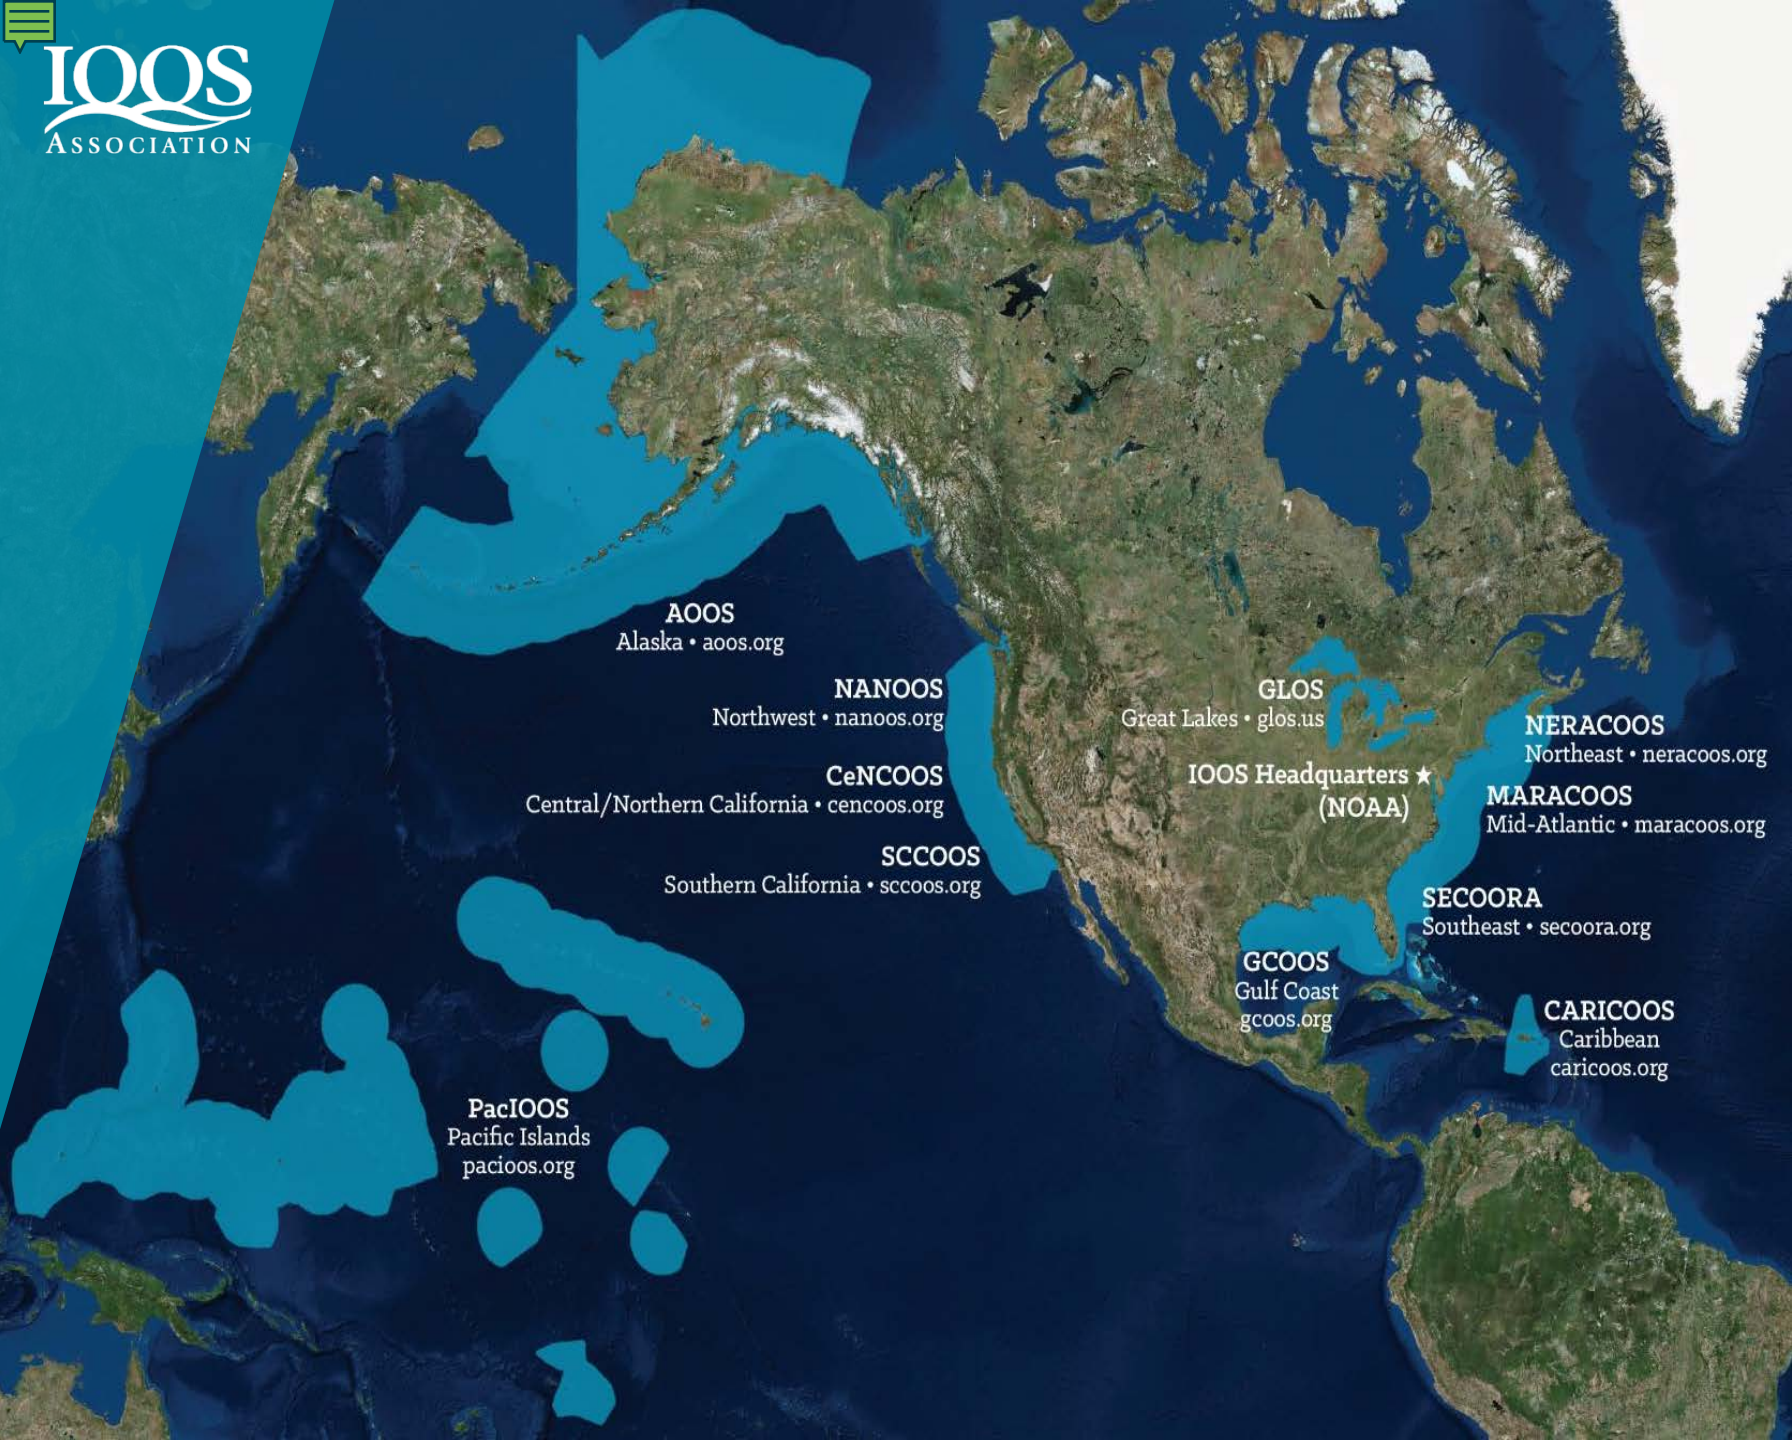 IOOS
ASSOCIATION
AOOS
Alaska • aoos.org
NANOOS
Northwest • nanoos.org
CeNCOOS
Central/Northern California • cencoos.org
SCCOOS
Southern California • sccoos.org
GLOS
Great Lakes • glos.us
IOOS Headquarters ★
(NOAA)
NERACOOS
Northeast • neracoos.org
MARACOOS
Mid-Atlantic • maracoos.org
SECOORA
Southeast • secoora.org
GCOOS
Gulf Coast
gcoos.org
CARICOOS
Caribbean
caricoos.org
PacIOOS
Pacific Islands
pacioos.org